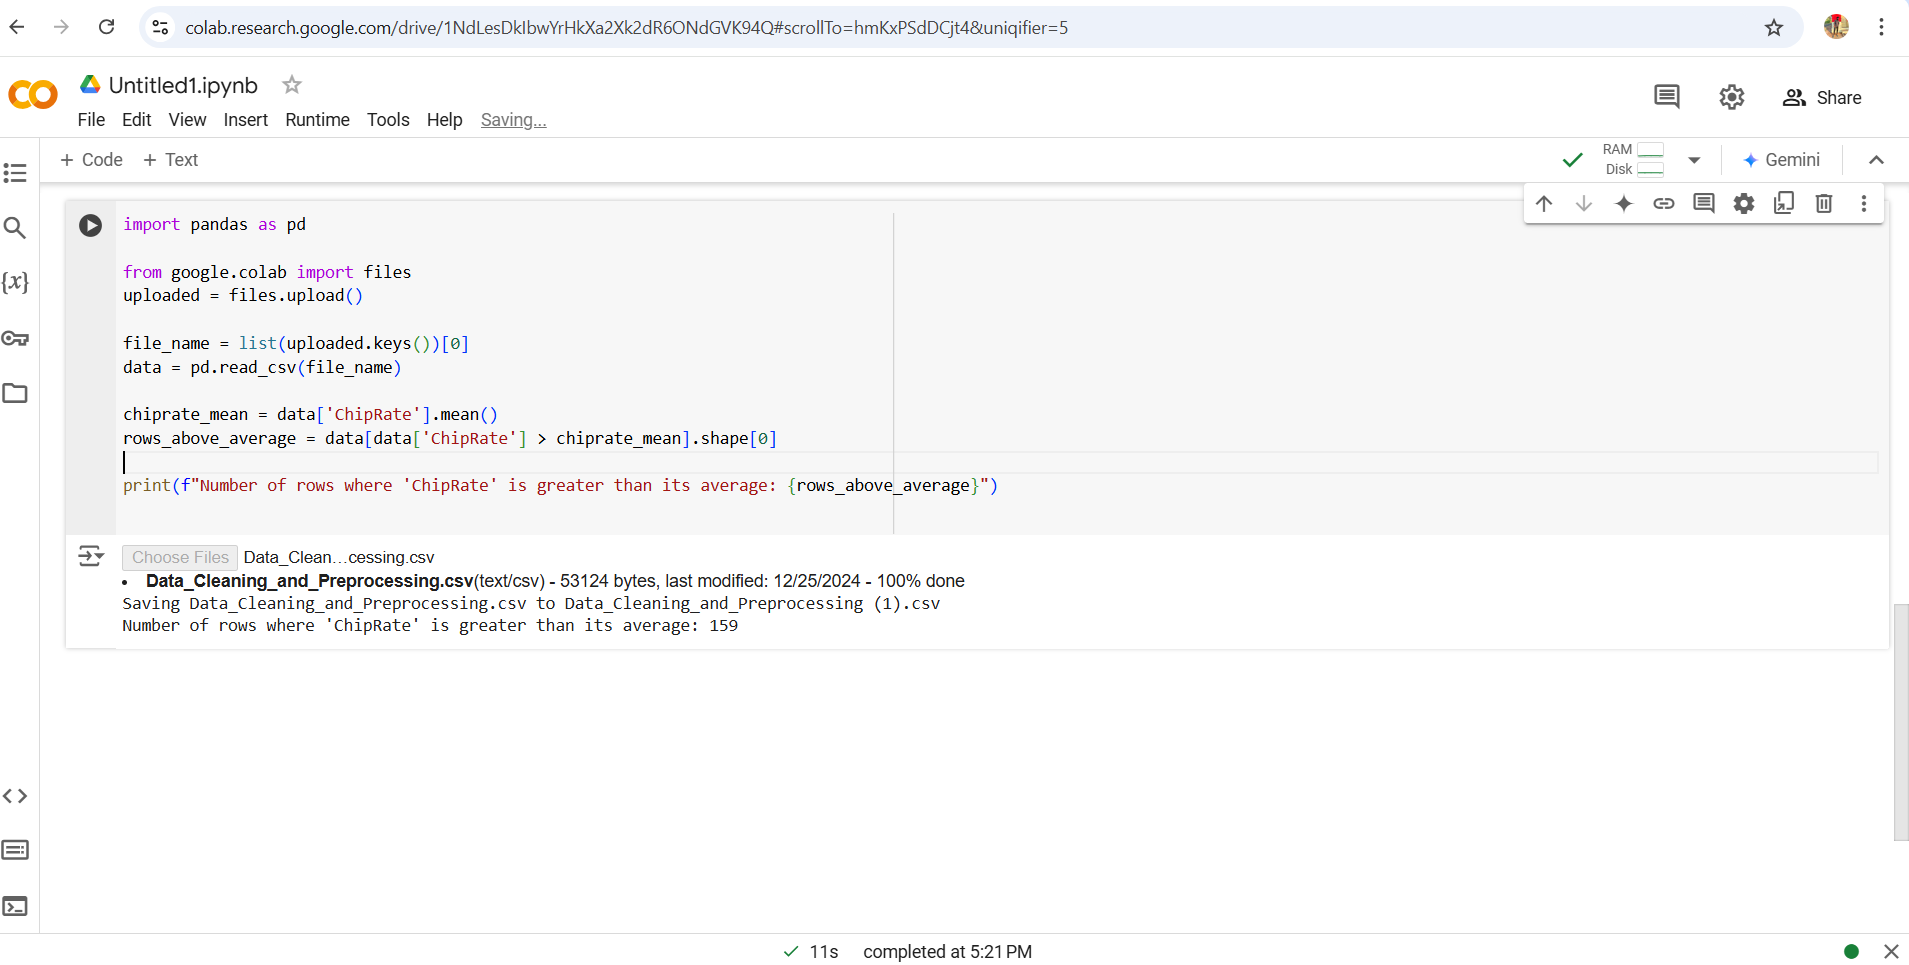 colab.research.google.com/drive/1NdLesDkIbwYrHkXa2Xk2dR6ONdGVK94Q#scrollTo=hmKxPSdDCjt4&uniqifier=5
Untitled1.ipynb
Share
File Edit View Insert Runtime Tools Help Saving...
+ Code + Text
RAM
Disk
Gemini
import pandas as pd
from google.colab import files
uploaded = files.upload()
file_name = list(uploaded.keys())[0]
data = pd.read_csv(file_name)
chiprate_mean = data['ChipRate'].mean()
rows_above_average = data[data['ChipRate'] > chiprate_mean].shape[0]
print(f"Number of rows where 'ChipRate' is greater than its average: {rows_above_average}")
Choose Files Data_Clean…cessing.csv
• Data_Cleaning_and_Preprocessing.csv(text/csv) - 53124 bytes, last modified: 12/25/2024 - 100% done
Saving Data_Cleaning_and_Preprocessing.csv to Data_Cleaning_and_Preprocessing (1).csv
Number of rows where 'ChipRate' is greater than its average: 159
11s completed at 5:21 PM